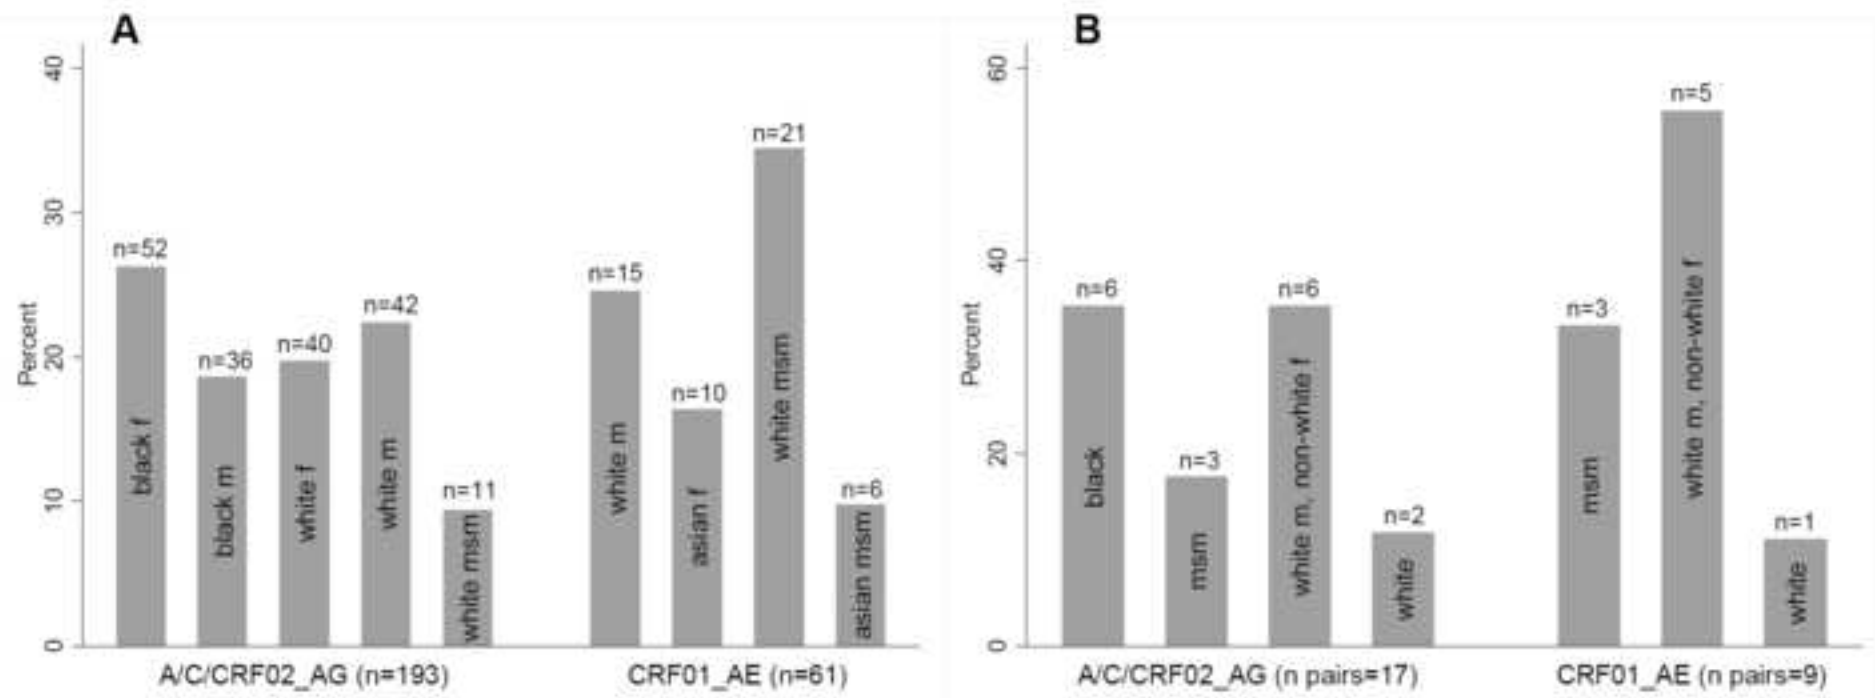 A
40
30
20
10
0
Percent
n=52
black f
n=36
black m
n=40
white f
n=42
white m
n=11
white msm
n=15
white m
n=10
asian f
n=21
white msm
n=6
asian msm
A/C/CRF02_AG (n=193)
CRF01_AE (n=61)
B
60
40
20
0
Percent
n=6
black
n=3
msm
n=6
white m, non-white f
n=2
white
n=3
msm
n=5
white m, non-white f
n=1
white
A/C/CRF02_AG (n pairs=17)
CRF01_AE (n pairs=9)